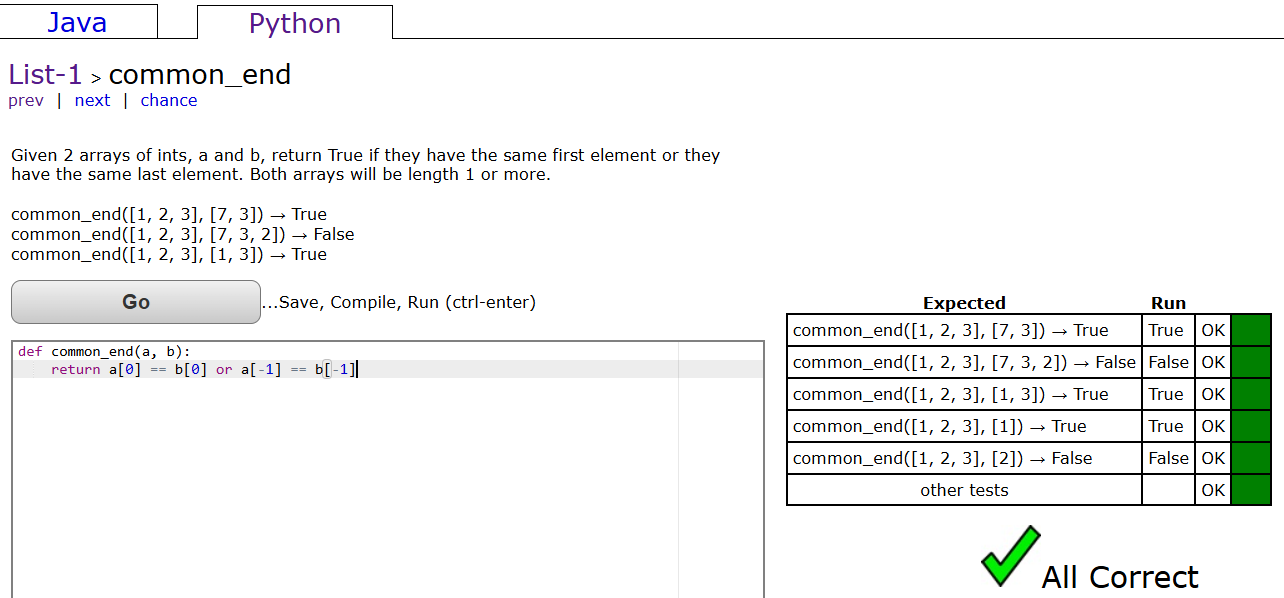 Java Python
List-1 > common_end
prev | next | chance
Given 2 arrays of ints, a and b, return True if they have the same first element or they
have the same last element. Both arrays will be length 1 or more.
common_end([1, 2, 3], [7, 3]) → True
common_end([1, 2, 3], [7, 3, 2]) → False
common_end([1, 2, 3], [1, 3]) → True
Go ...Save, Compile, Run (ctrl-enter)
def common_end(a, b):
    return a[0] == b[0] or a[-1] == b[-1]
Expected Run
common_end([1, 2, 3], [7, 3]) → True True OK
common_end([1, 2, 3], [7, 3, 2]) → False False OK
common_end([1, 2, 3], [1, 3]) → True True OK
common_end([1, 2, 3], [1]) → True True OK
common_end([1, 2, 3], [2]) → False False OK
other tests OK
All Correct